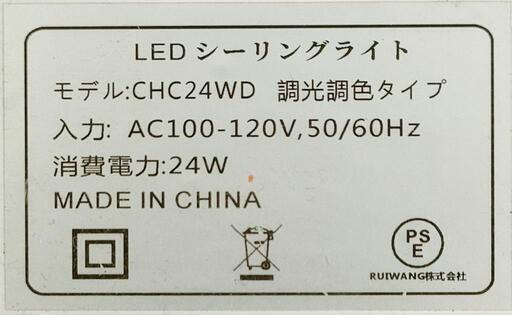 LED シーリングライト
モデル:CHC24WD 調光調色タイプ
入力: AC100-120V,50/60Hz
消費電力:24W
MADE IN CHINA
PS
E
RUIWANG株式会社